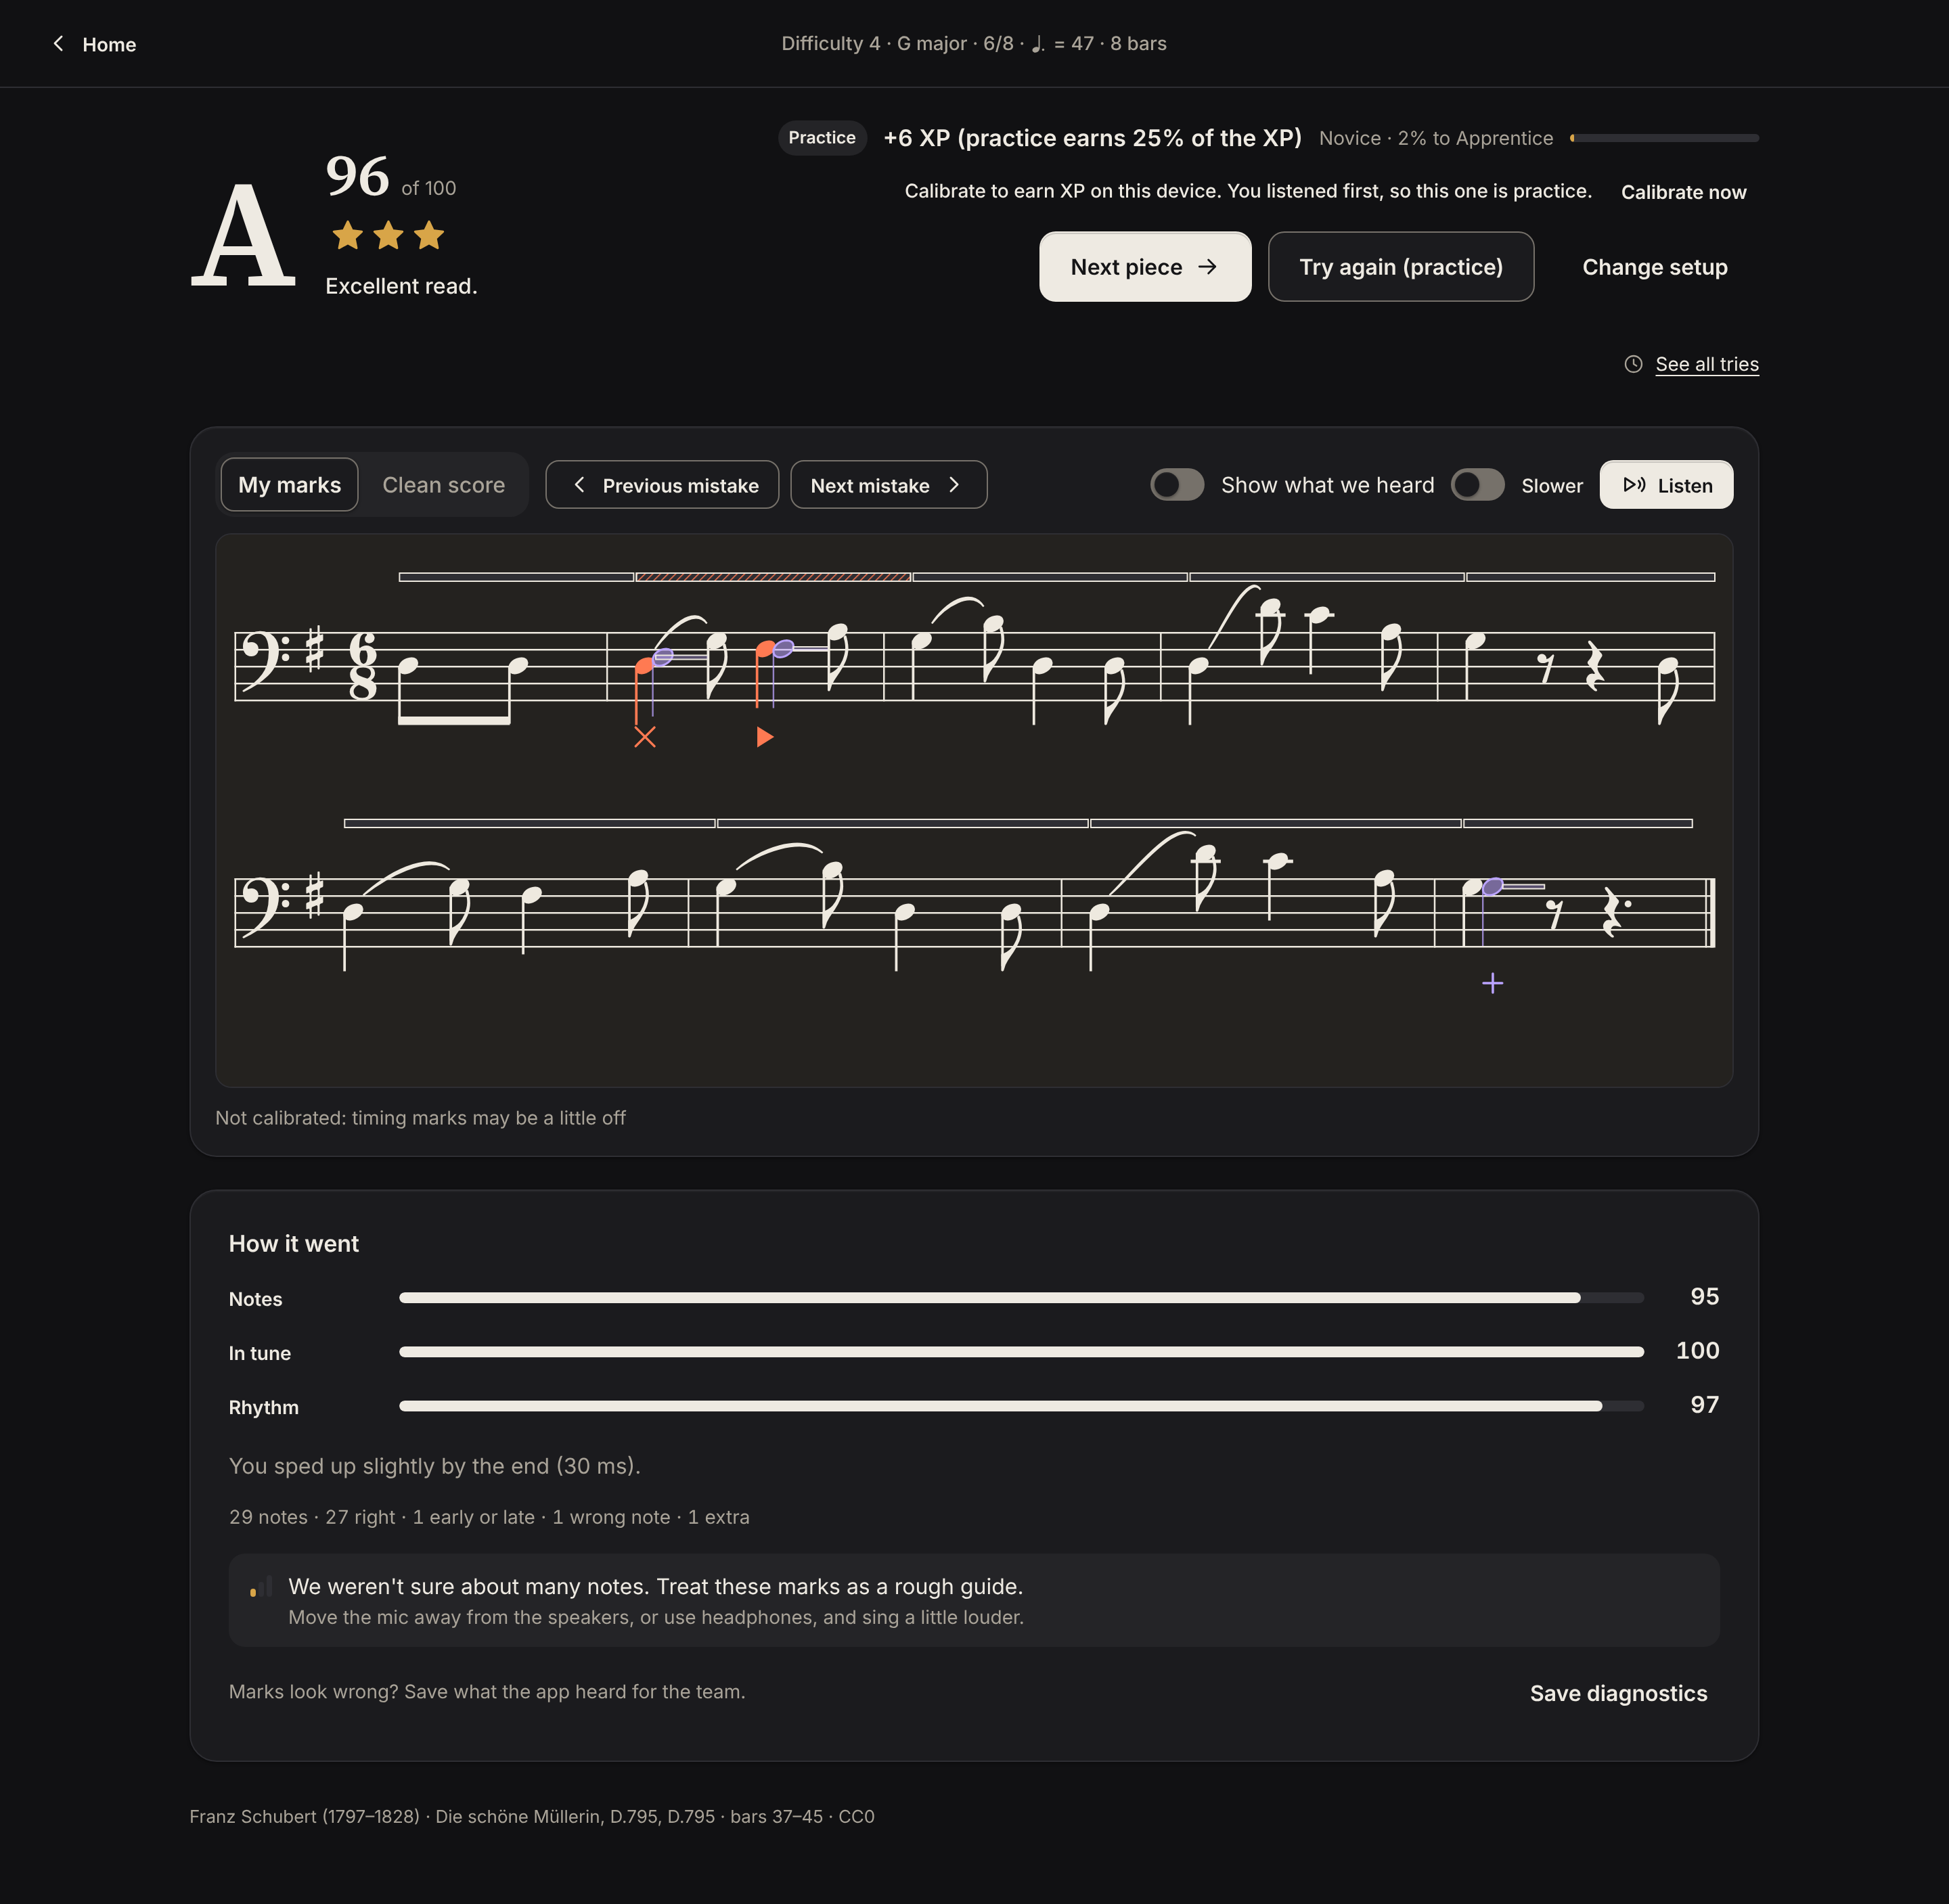 Home
Difficulty 4 · G major · 6/8 · ♩. = 47 · 8 bars
Practice +6 XP (practice earns 25% of the XP) Novice · 2% to Apprentice
A
96 of 100
Excellent read.
Calibrate to earn XP on this device. You listened first, so this one is practice. Calibrate now
Next piece → Try again (practice) Change setup
See all tries
My marks Clean score Previous mistake Next mistake Show what we heard Slower Listen
6
8
Not calibrated: timing marks may be a little off
How it went
Notes 95
In tune 100
Rhythm 97
You sped up slightly by the end (30 ms).
29 notes · 27 right · 1 early or late · 1 wrong note · 1 extra
We weren't sure about many notes. Treat these marks as a rough guide.
Move the mic away from the speakers, or use headphones, and sing a little louder.
Marks look wrong? Save what the app heard for the team. Save diagnostics
Franz Schubert (1797–1828) · Die schöne Müllerin, D.795, D.795 · bars 37–45 · CC0